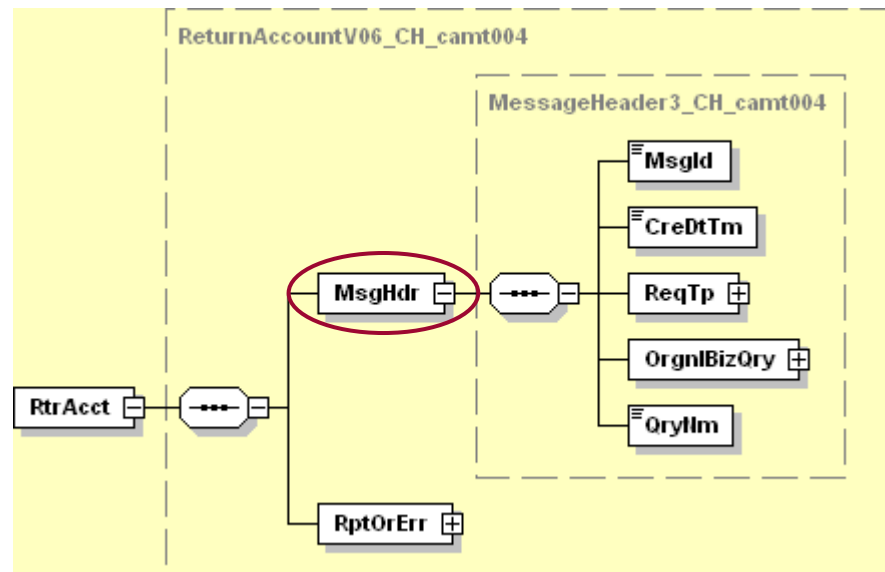 ReturnAccountV06_CH_camt004
MessageHeader3_CH_camt004
MsgId
CreDtTm
MsgHdr
ReqTp
OrgnlBizQry
RtrAcct
QryNm
RptOrErr